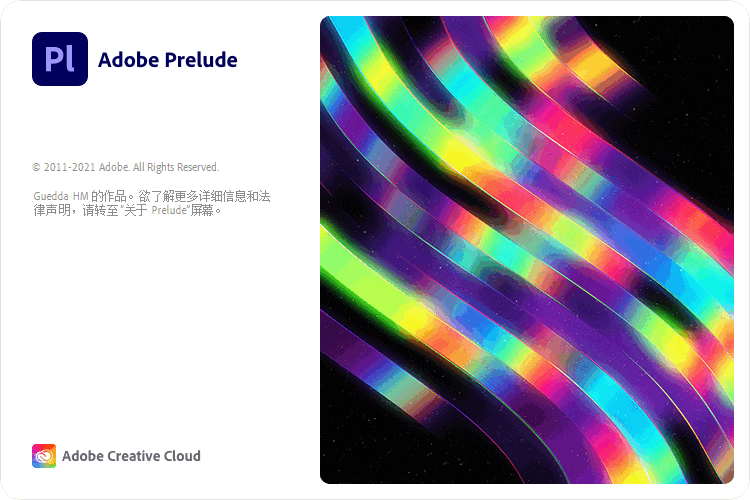 Pl
Adobe Prelude
© 2011-2021 Adobe. All Rights Reserved.
Guedda HM 的作品。欲了解更多详细信息和法
律声明，请转至"关于 Prelude"屏幕。
Adobe Creative Cloud